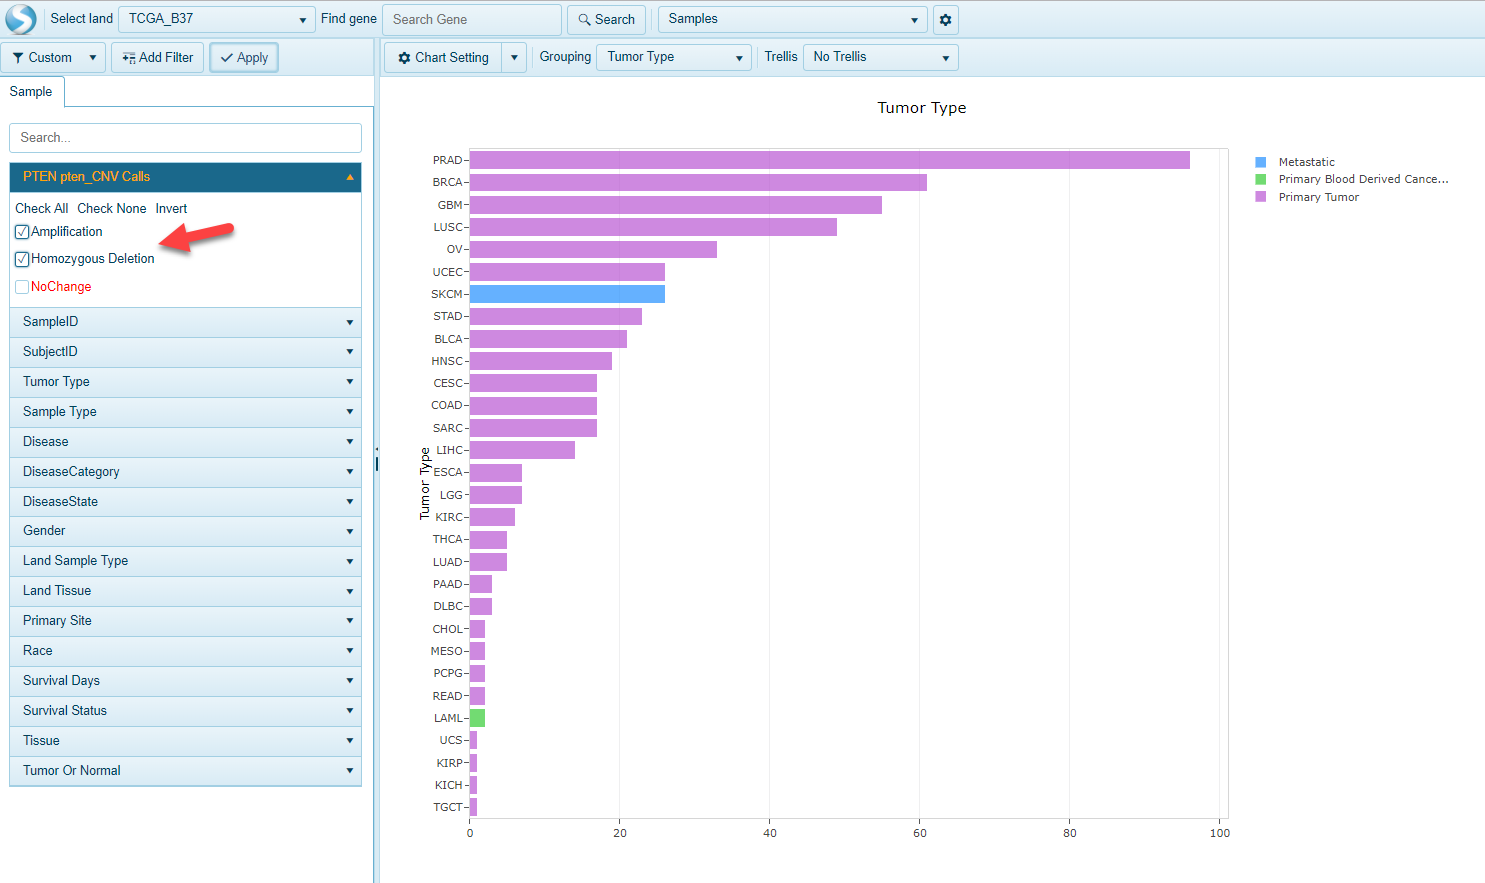 Select land TCGA_B37 Find gene Search Gene Search Samples
Custom Add Filter Apply Chart Setting Grouping Tumor Type Trellis No Trellis
Sample
Search...
PTEN pten_CNV Calls
Check All Check None Invert
Amplification
Homozygous Deletion
NoChange
SampleID
SubjectID
Tumor Type
Sample Type
Disease
DiseaseCategory
DiseaseState
Gender
Land Sample Type
Land Tissue
Primary Site
Race
Survival Days
Survival Status
Tissue
Tumor Or Normal
Tumor Type
Tumor Type
PRAD
BRCA
GBM
LUSC
OV
UCEC
SKCM
STAD
BLCA
HNSC
CESC
COAD
SARC
LIHC
ESCA
LGG
KIRC
THCA
LUAD
PAAD
DLBC
CHOL
MESO
PCPG
READ
LAML
UCS
KIRP
KICH
TGCT
0 20 40 60 80 100
Metastatic
Primary Blood Derived Cance...
Primary Tumor